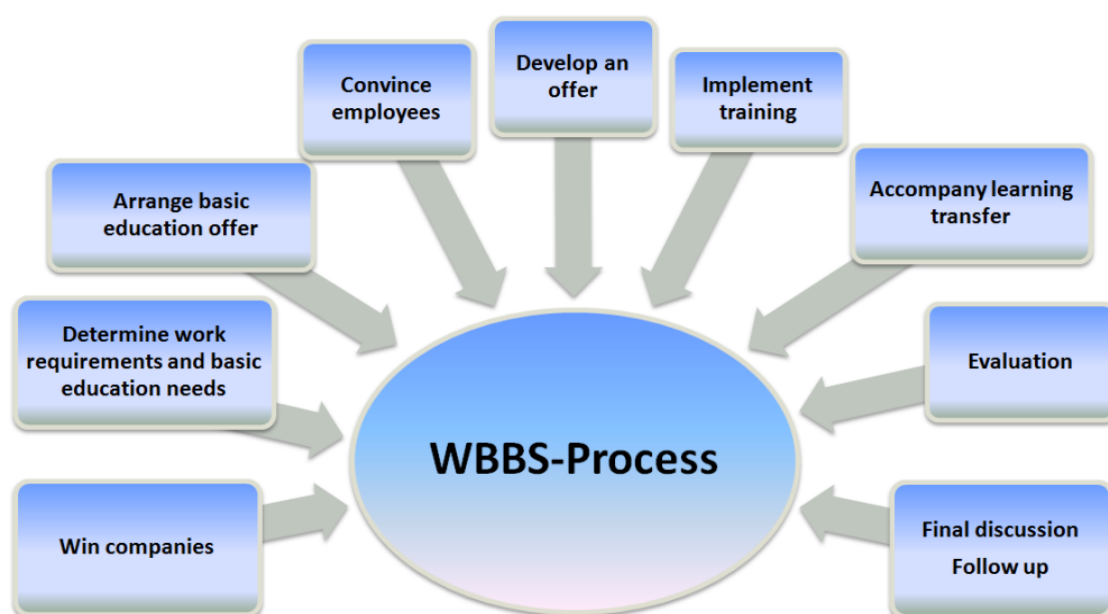 Win companies
Determine work
requirements and basic
education needs
Arrange basic
education offer
Convince
employees
Develop an
offer
Implement
training
Accompany learning
transfer
Evaluation
Final discussion
Follow up
WBBS-Process